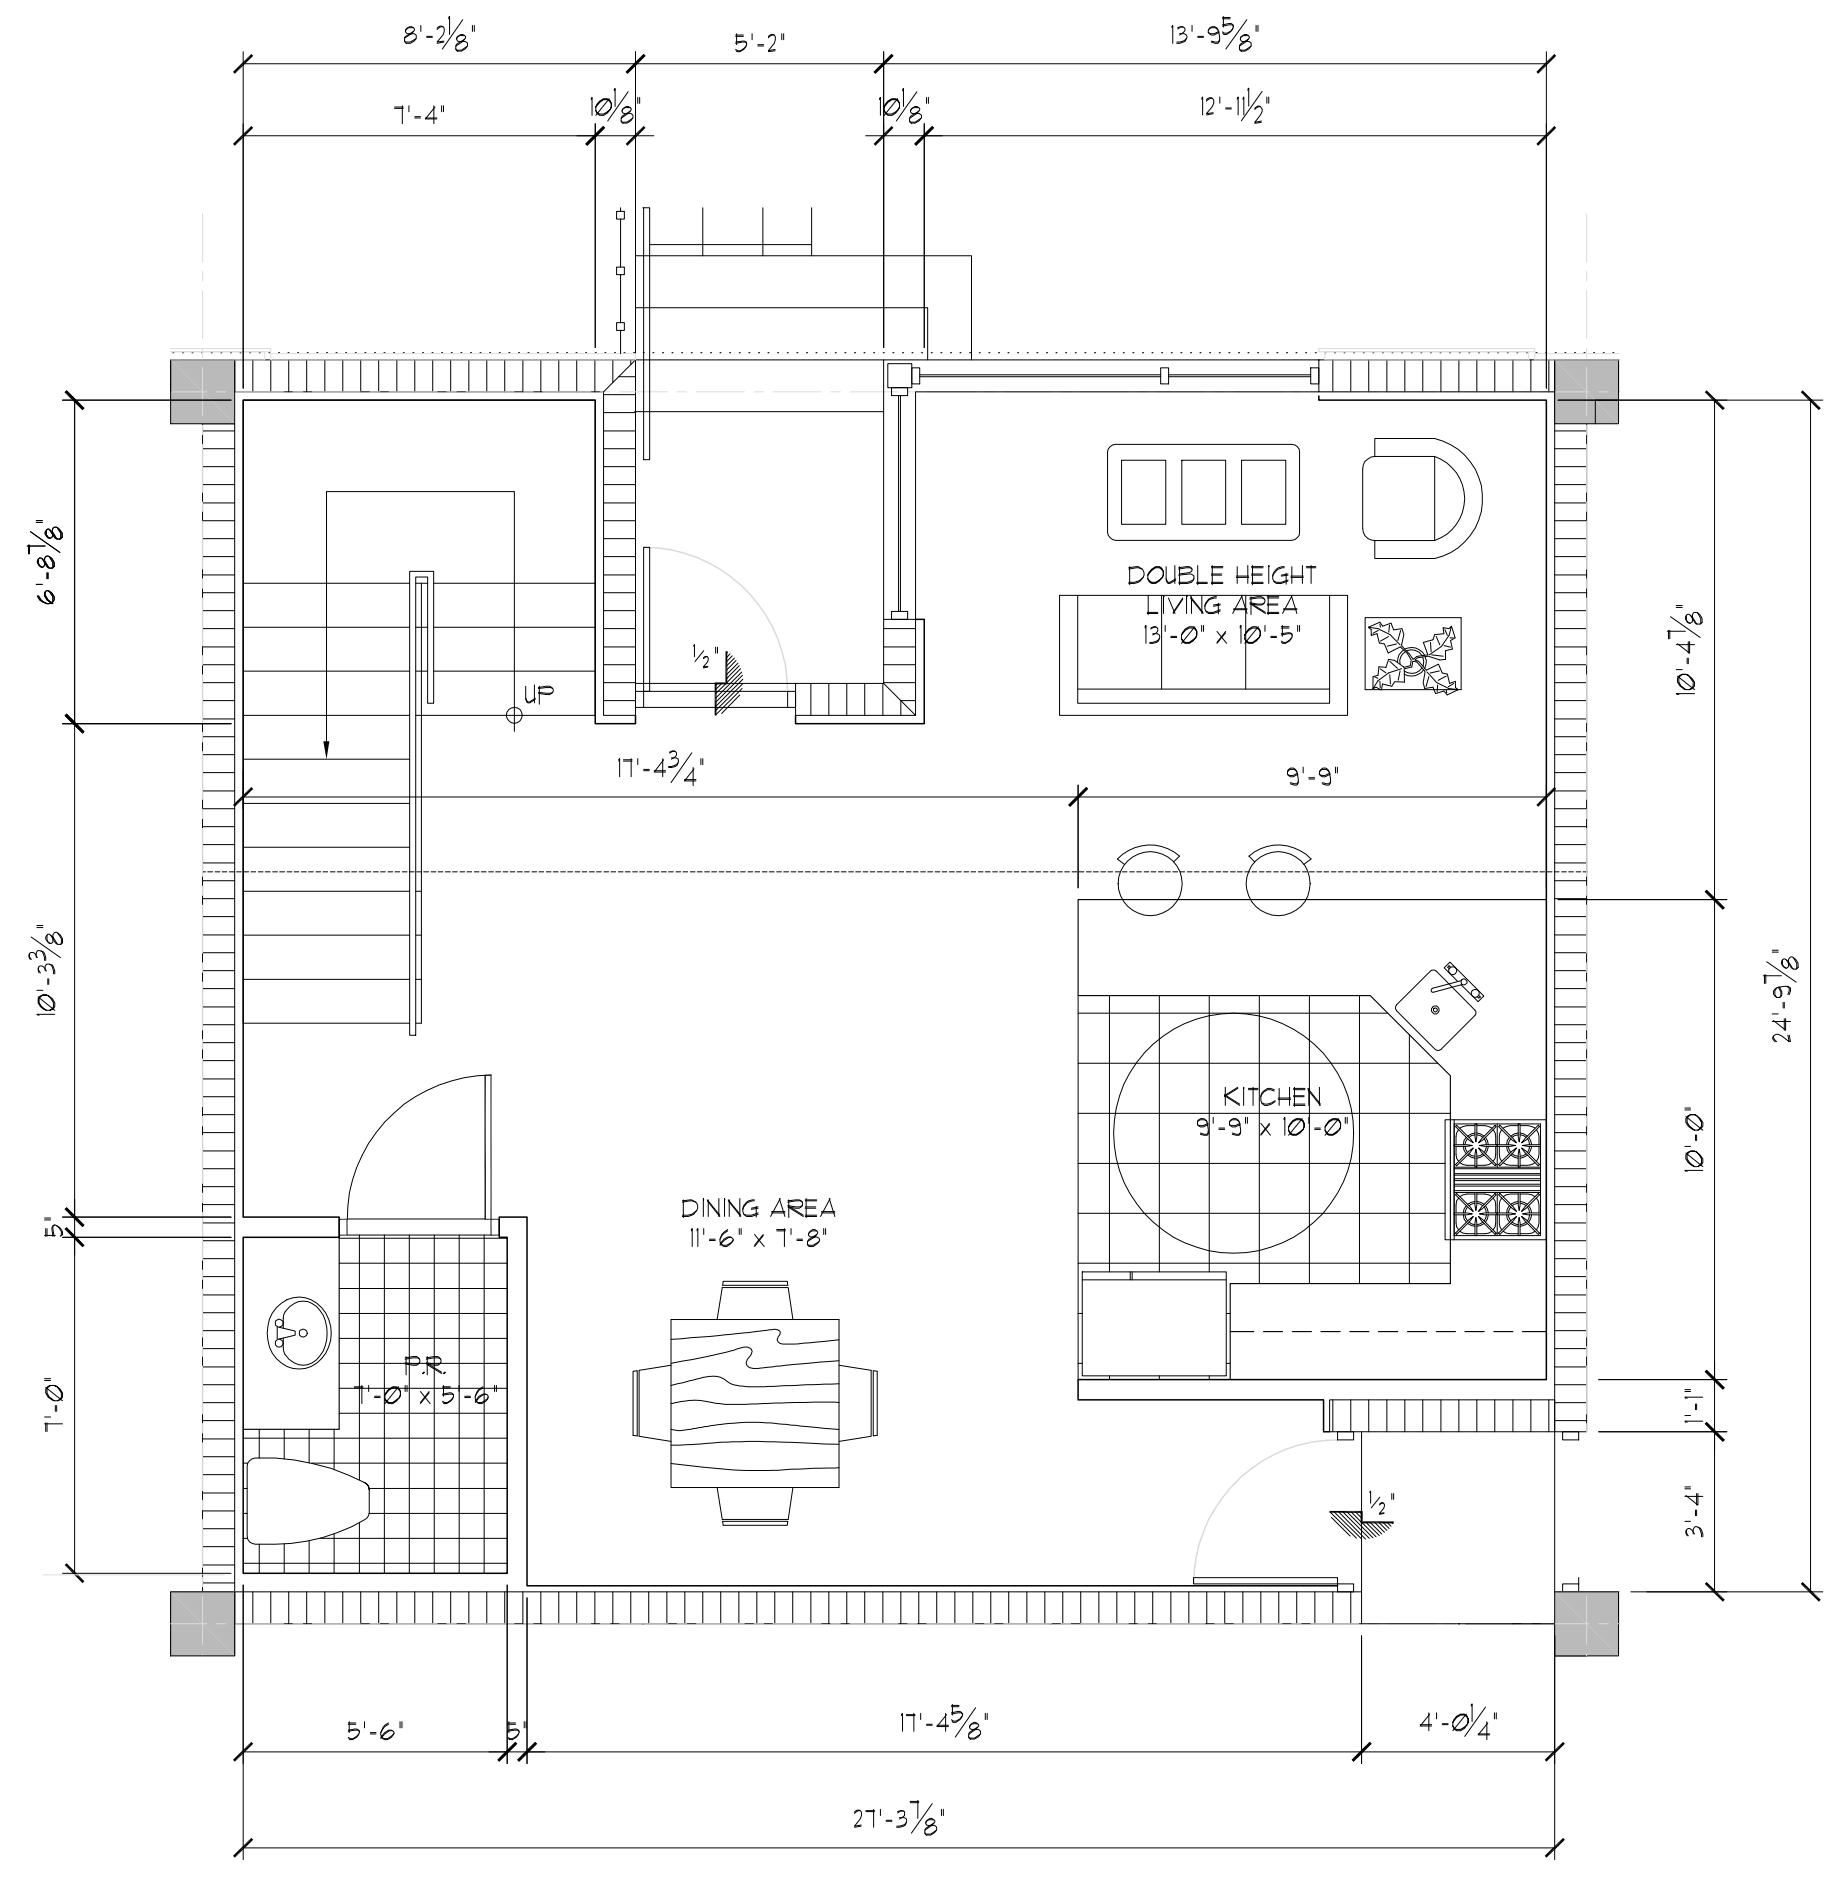 8'-2 1/8"
5'-2"
13'-9 5/8"
7'-4"
10 1/8"
10 1/8"
12'-11 1/2"
6'-8 7/8"
DOUBLE HEIGHT
LIVING AREA
13'-0" x 10'-5"
10'-4 7/8"
1/2"
UP
17'-4 3/4"
9'-9"
10'-3 3/8"
24'-9 7/8"
KITCHEN
9'-9" x 10'-0"
10'-0"
DINING AREA
11'-6" x 7'-8"
5"
P.R.
7'-0" x 5'-6"
7'-0"
1'-1"
1/2"
3'-4"
5'-6"
5"
17'-4 5/8"
4'-0 1/4"
27'-3 7/8"